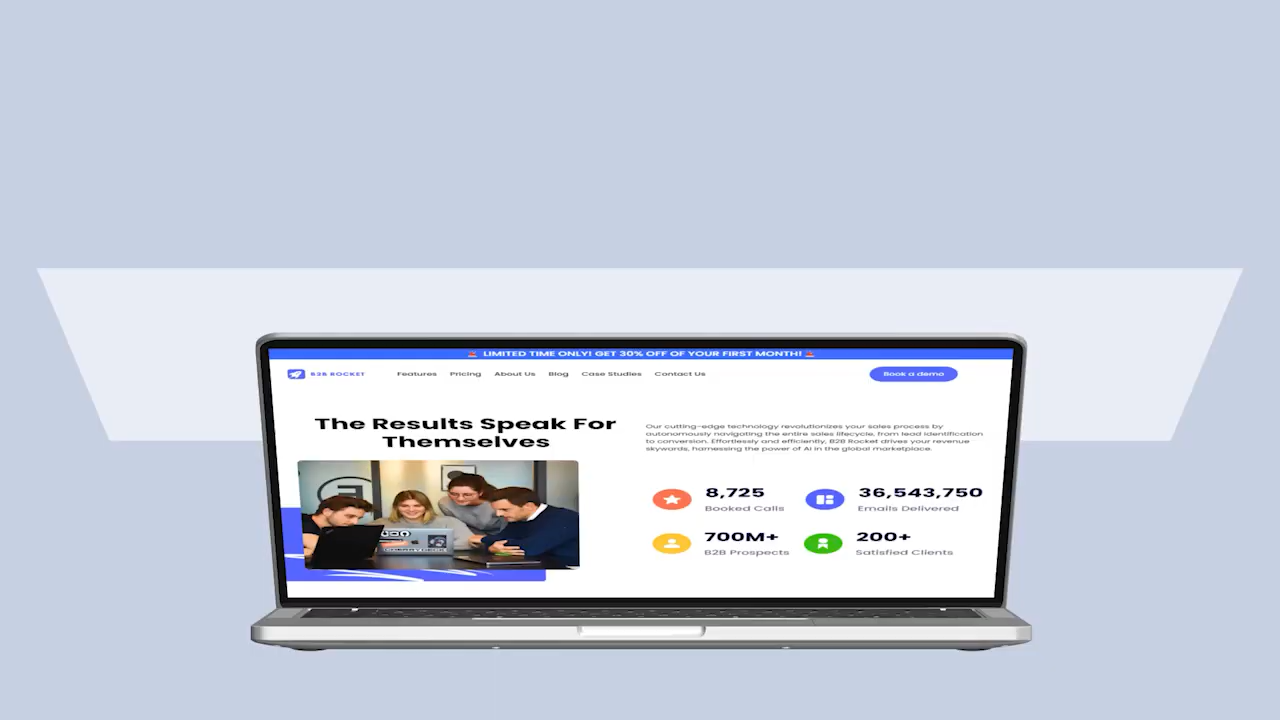 🚨 LIMITED TIME ONLY! GET 30% OFF OF YOUR FIRST MONTH! 🚨
B2B ROCKET
Features Pricing About Us Blog Case Studies Contact Us
Book a demo
The Results Speak For
Themselves
Our cutting-edge technology revolutionizes your sales process by
autonomously navigating the entire sales lifecycle, from lead identification
to conversion. Effortlessly and efficiently, B2B Rocket drives your revenue
skywards, harnessing the power of AI in the global marketplace.
8,725
Booked Calls
36,543,750
Emails Delivered
700M+
B2B Prospects
200+
Satisfied Clients